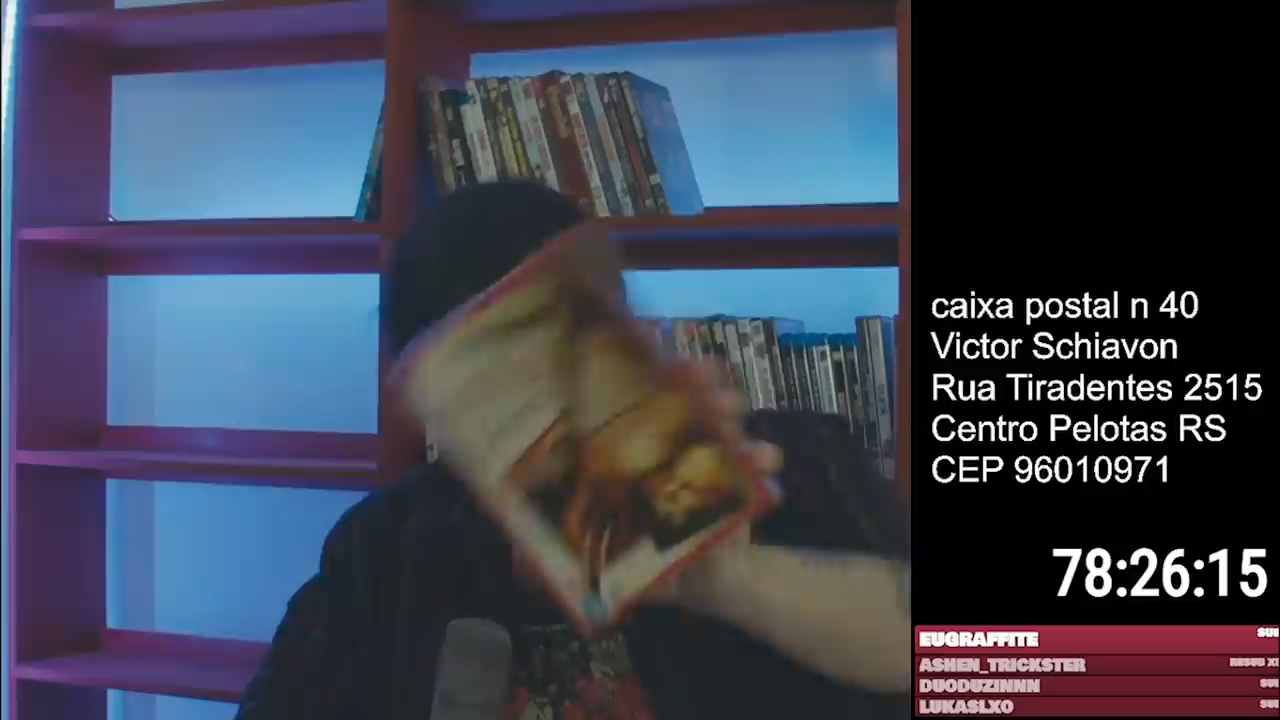 caixa postal n 40
Victor Schiavon
Rua Tiradentes 2515
Centro Pelotas RS
CEP 96010971
78:26:15
EUGRAFFITE
ASHEN_TRICKSTER
DUODUZINNN
LUKASLXO